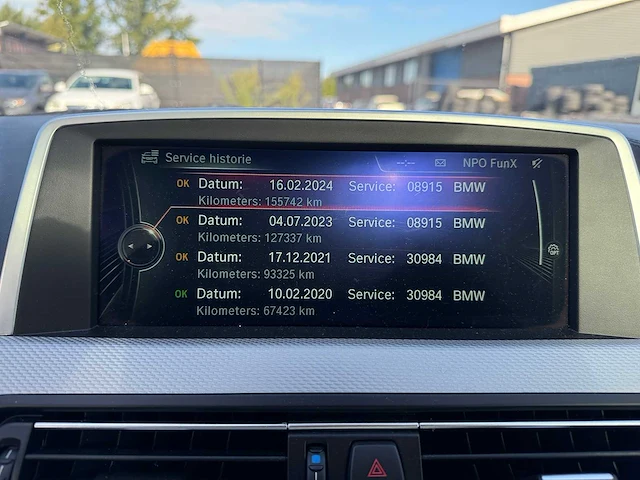 Service historie --:-- NPO FunX
OK Datum: 16.02.2024 Service: 08915 BMW
Kilometers: 155742 km
OK Datum: 04.07.2023 Service: 08915 BMW
Kilometers: 127337 km
OK Datum: 17.12.2021 Service: 30984 BMW
Kilometers: 93325 km
OK Datum: 10.02.2020 Service: 30984 BMW
Kilometers: 67423 km